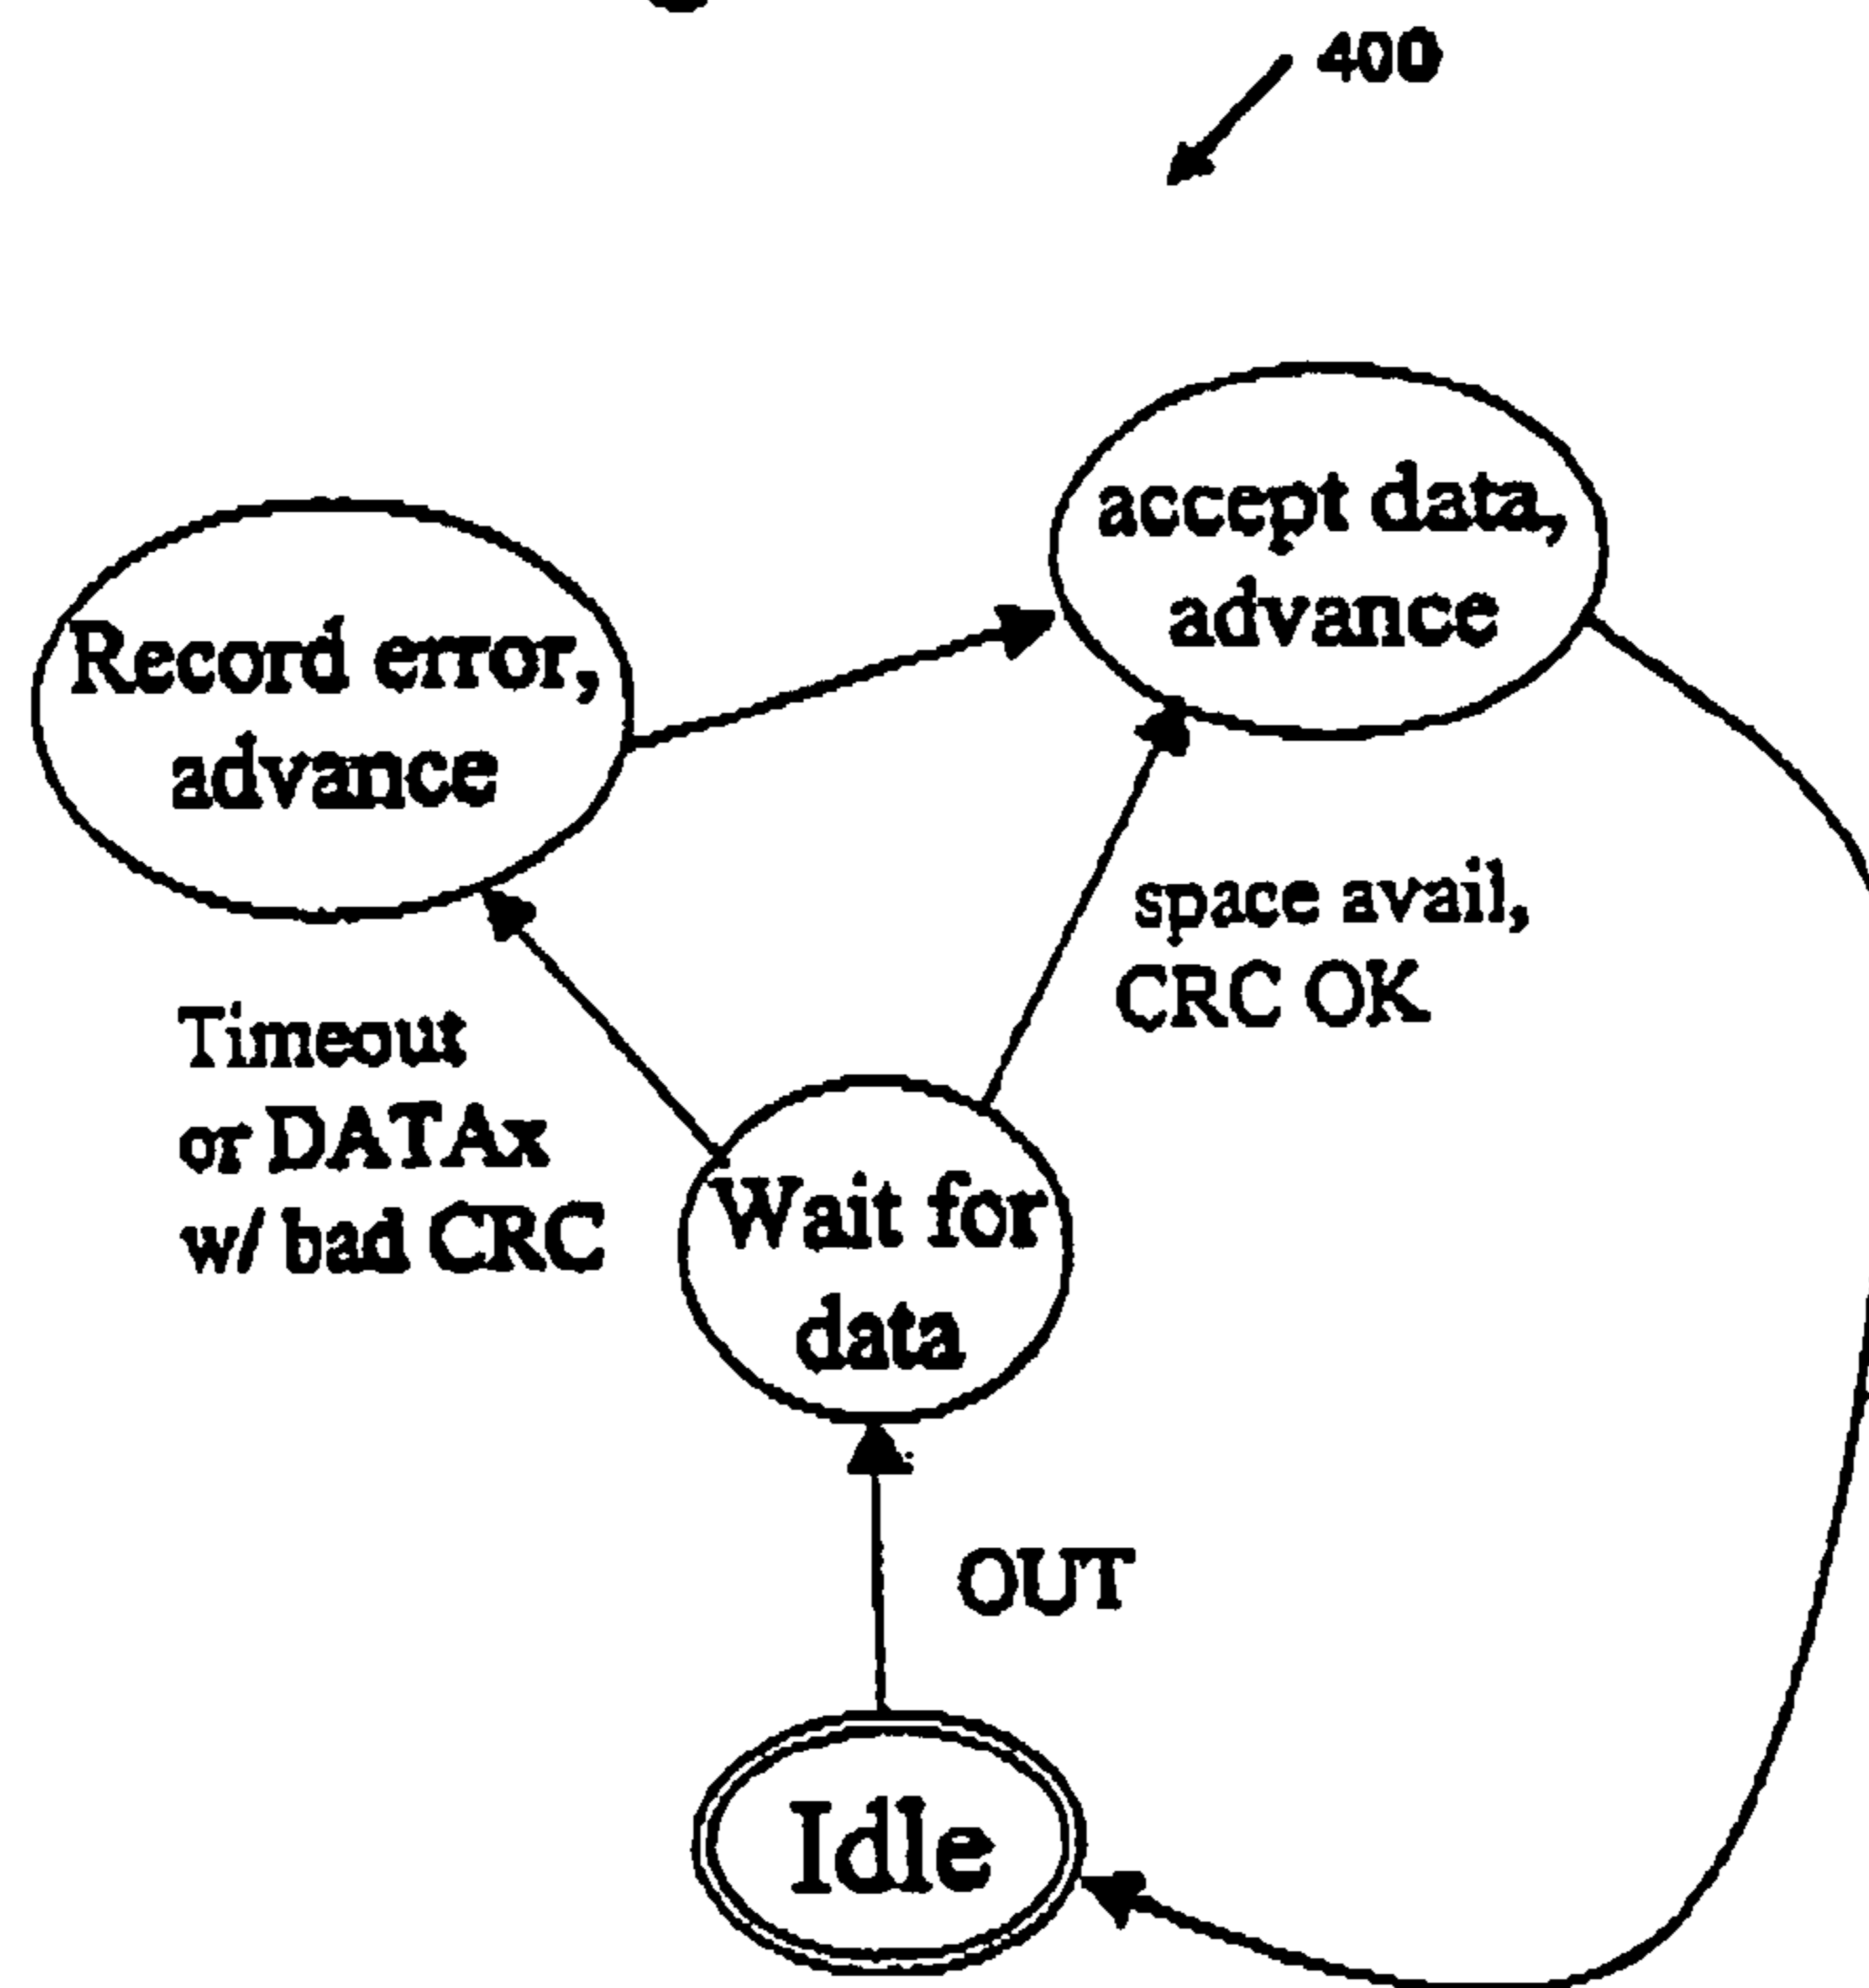 400
accept data,
advance
Record error,
advance
space avail,
CRC OK
Timeout
or DATAx
w/ bad CRC
Wait for
data
OUT
Idle